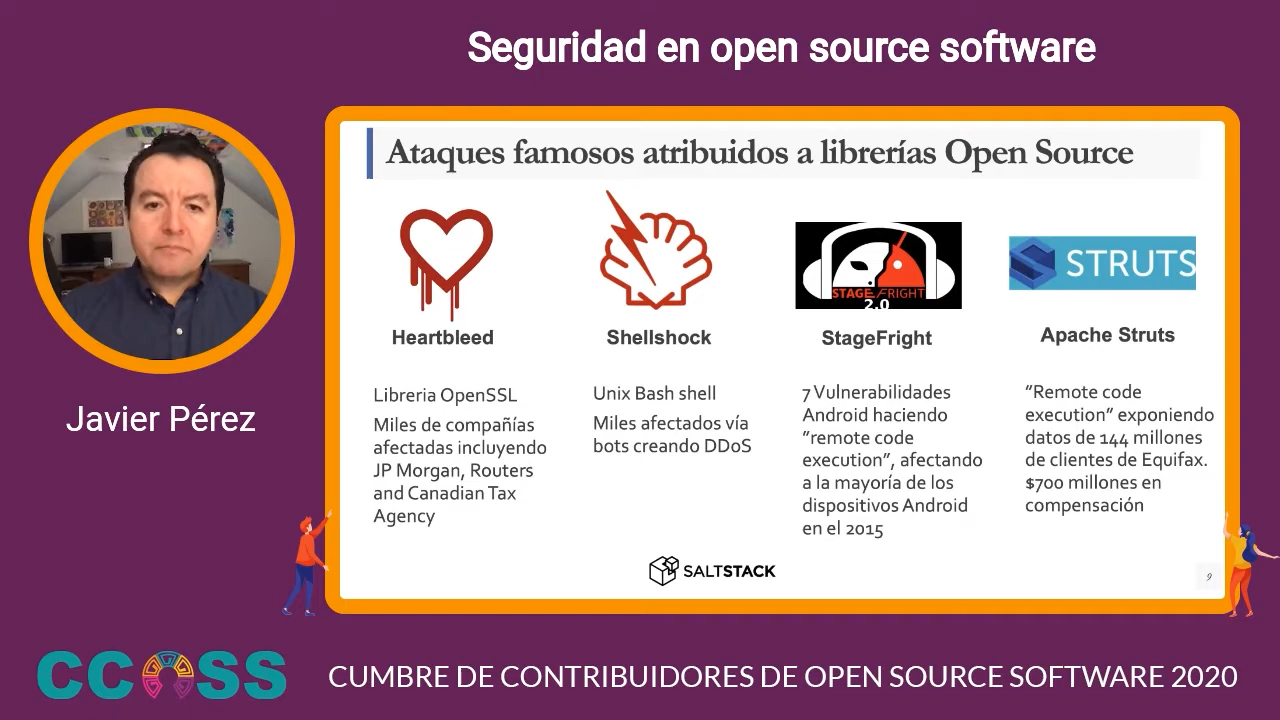 Seguridad en open source software
Ataques famosos atribuidos a librerías Open Source
Heartbleed
Libreria OpenSSL
Miles de compañías
afectadas incluyendo
JP Morgan, Routers
and Canadian Tax
Agency
Shellshock
Unix Bash shell
Miles afectados vía
bots creando DDoS
STAGEFRIGHT
2.0
StageFright
7 Vulnerabilidades
Android haciendo
"remote code
execution", afectando
a la mayoría de los
dispositivos Android
en el 2015
STRUTS
Apache Struts
"Remote code
execution" exponiendo
datos de 144 millones
de clientes de Equifax.
$700 millones en
compensación
SALTSTACK
9
Javier Pérez
CCOSS
CUMBRE DE CONTRIBUIDORES DE OPEN SOURCE SOFTWARE 2020